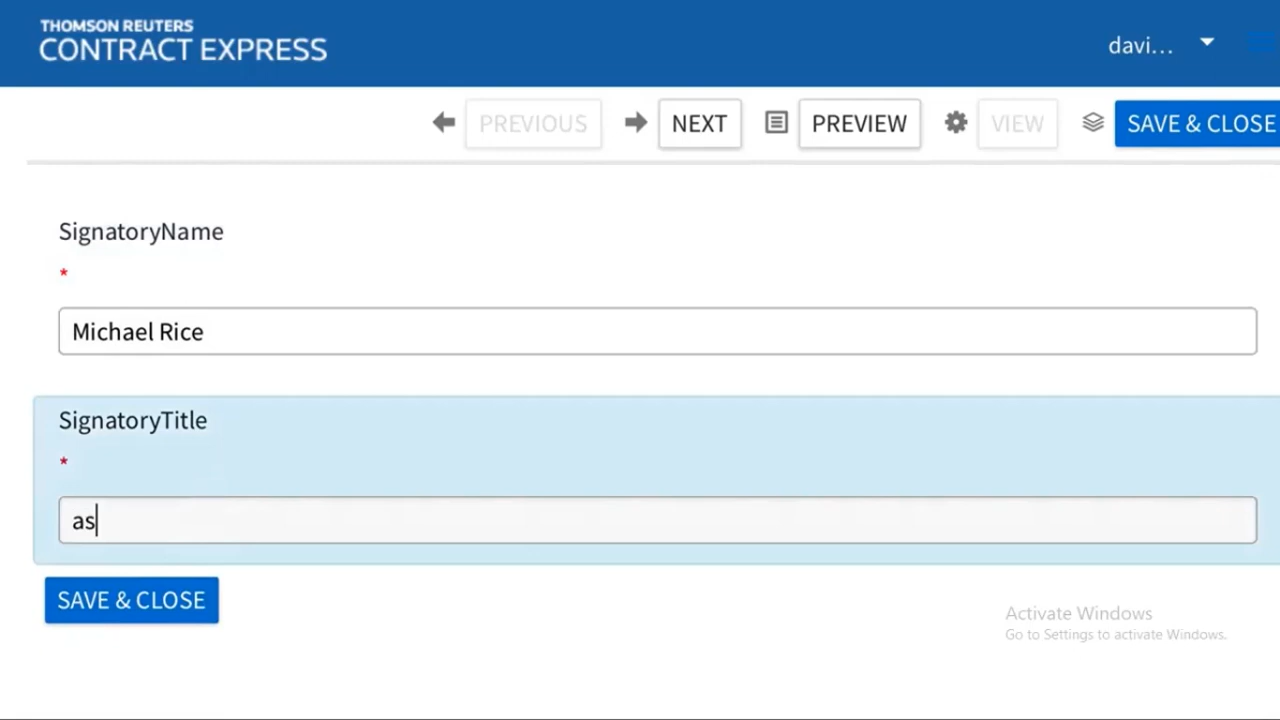 THOMSON REUTERS
CONTRACT EXPRESS
davi...
PREVIOUS NEXT PREVIEW VIEW SAVE & CLOSE
SignatoryName
*
Michael Rice
SignatoryTitle
*
as
SAVE & CLOSE
Activate Windows
Go to Settings to activate Windows.